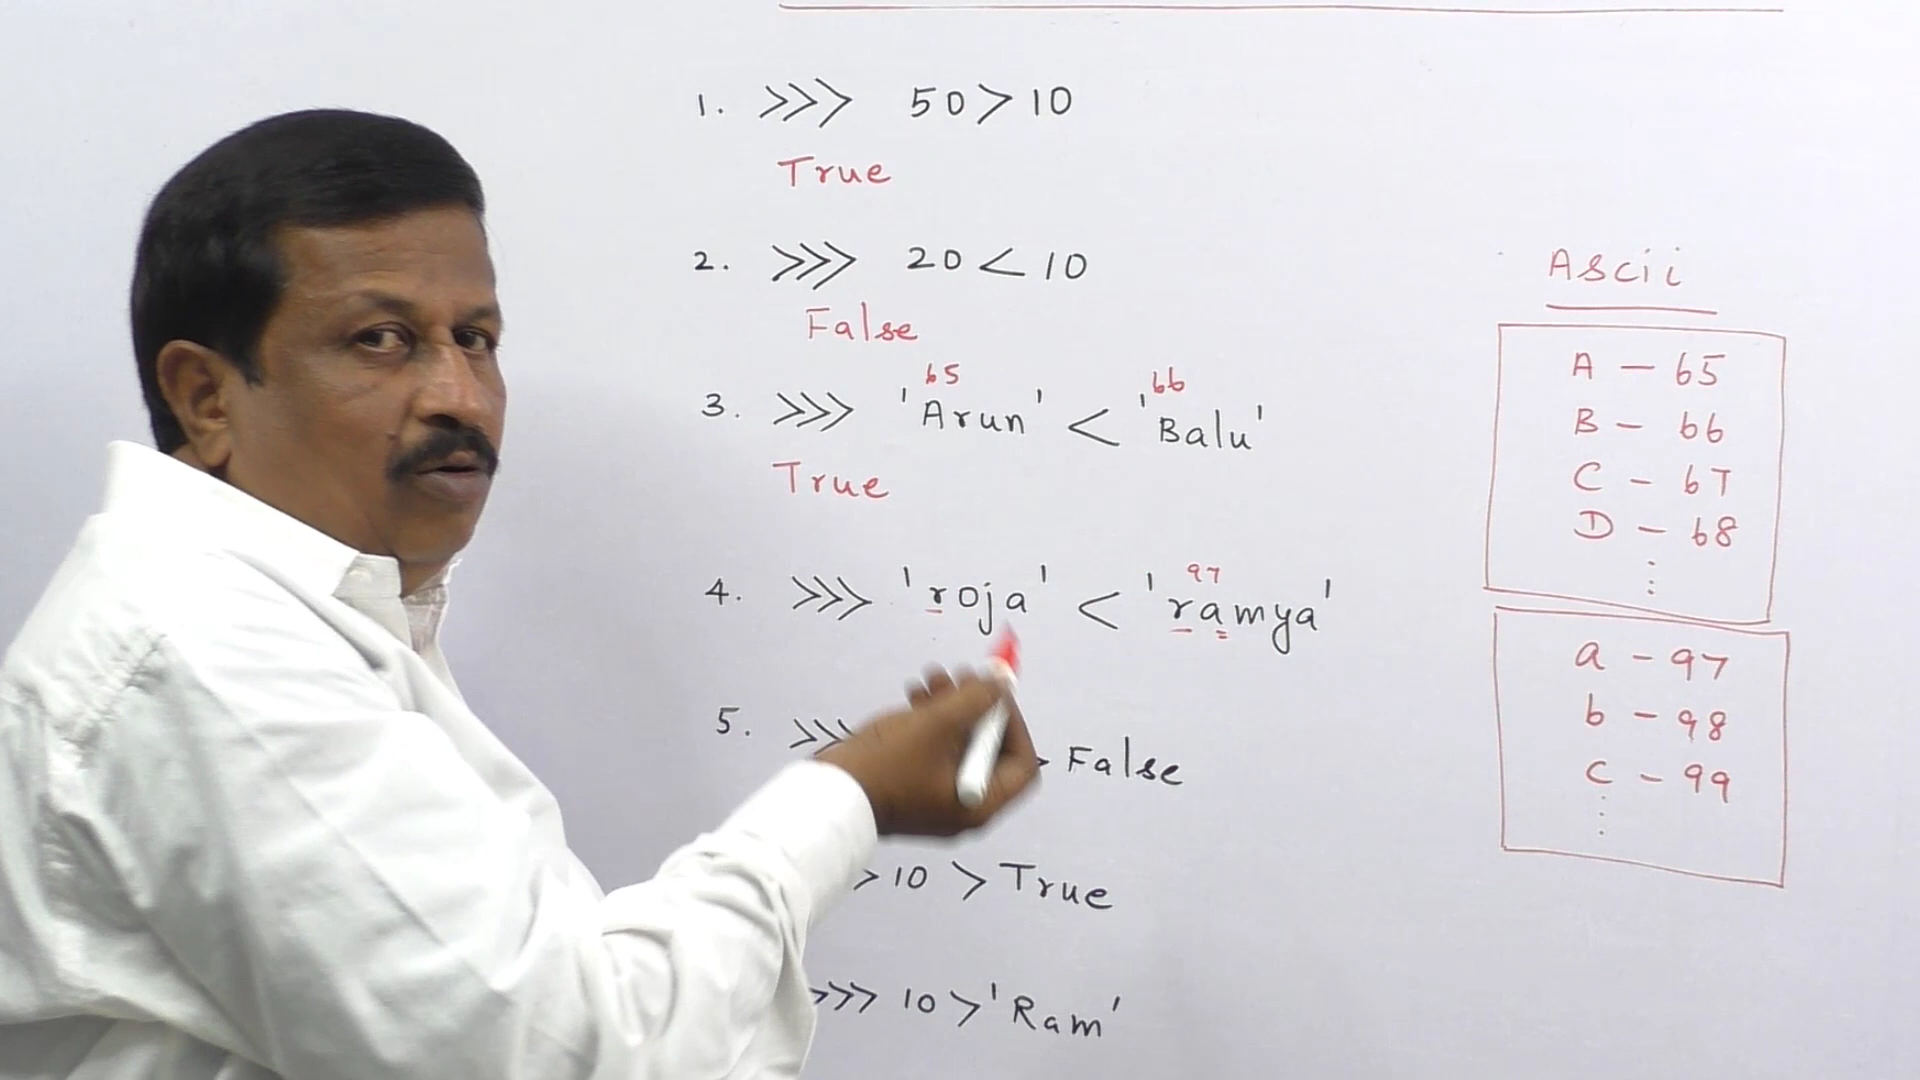 1. >>> 50 > 10
True
2. >>> 20 < 10
False
65 66
3. >>> 'Arun' < 'Balu'
True
97
4. >>> 'roja' < 'ramya'
5. >>> > False
>10 > True
>>> 10 > 'Ram'
Ascii
A - 65
B - 66
C - 67
D - 68
⋮
a - 97
b - 98
c - 99
⋮